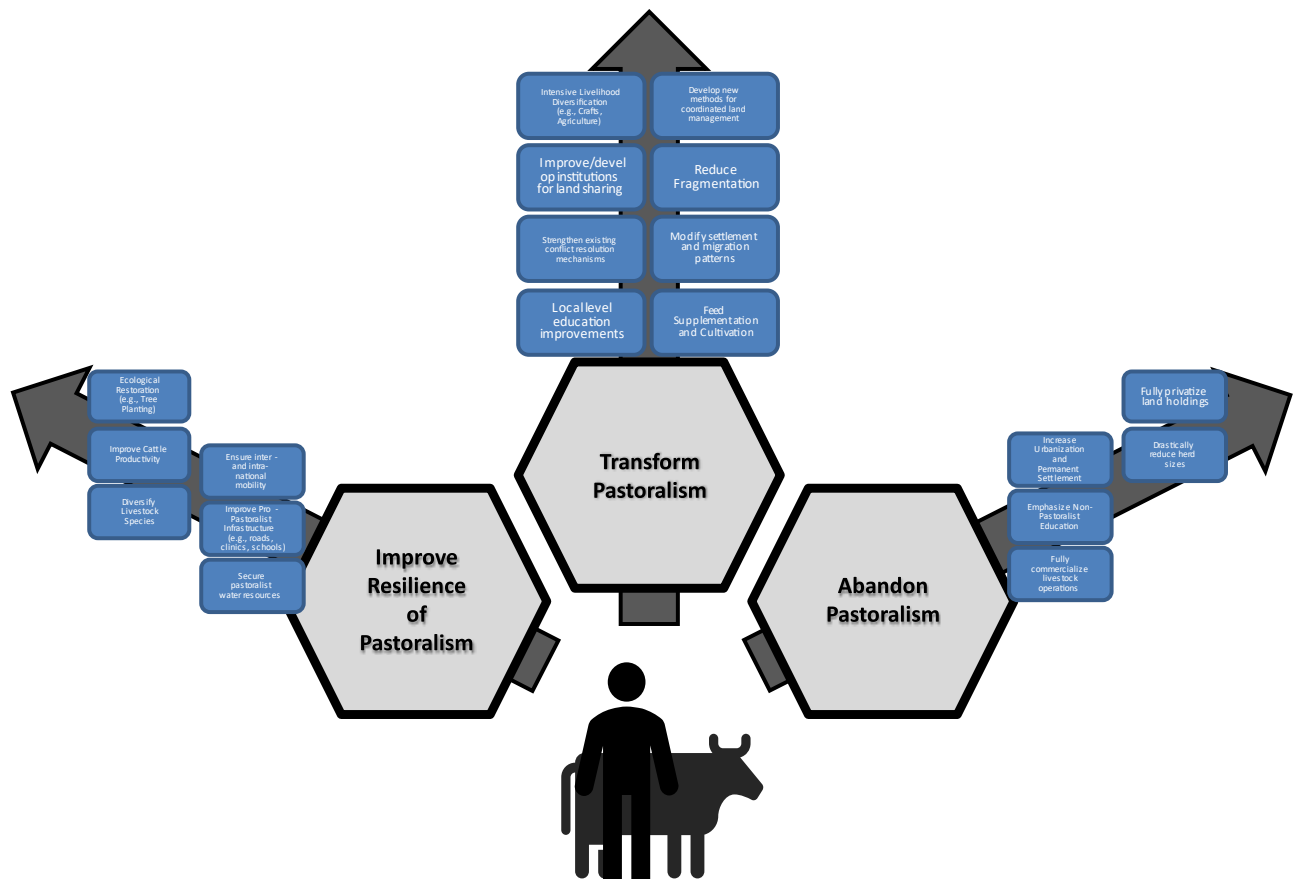 Intensive Livelihood
Diversification
(e.g., Crafts,
Agriculture)
Develop new
methods for
coordinated land
management
Improve/devel
op institutions
for land sharing
Reduce
Fragmentation
Strengthen existing
conflict resolution
mechanisms
Modify settlement
and migration
patterns
Local level
education
improvements
Feed
Supplementation
and Cultivation
Transform
Pastoralism
Ecological
Restoration
(e.g., Tree
Planting)
Improve Cattle
Productivity
Diversify
Livestock
Species
Ensure inter -
and intra-
national
mobility
Improve Pro -
Pastoralist
Infrastructure
(e.g., roads,
clinics, schools)
Secure
pastoralist
water resources
Improve
Resilience
of
Pastoralism
Fully privatize
land holdings
Drastically
reduce herd
sizes
Increase
Urbanization
and
Permanent
Settlement
Emphasize Non-
Pastoralist
Education
Fully
commercialize
livestock
operations
Abandon
Pastoralism